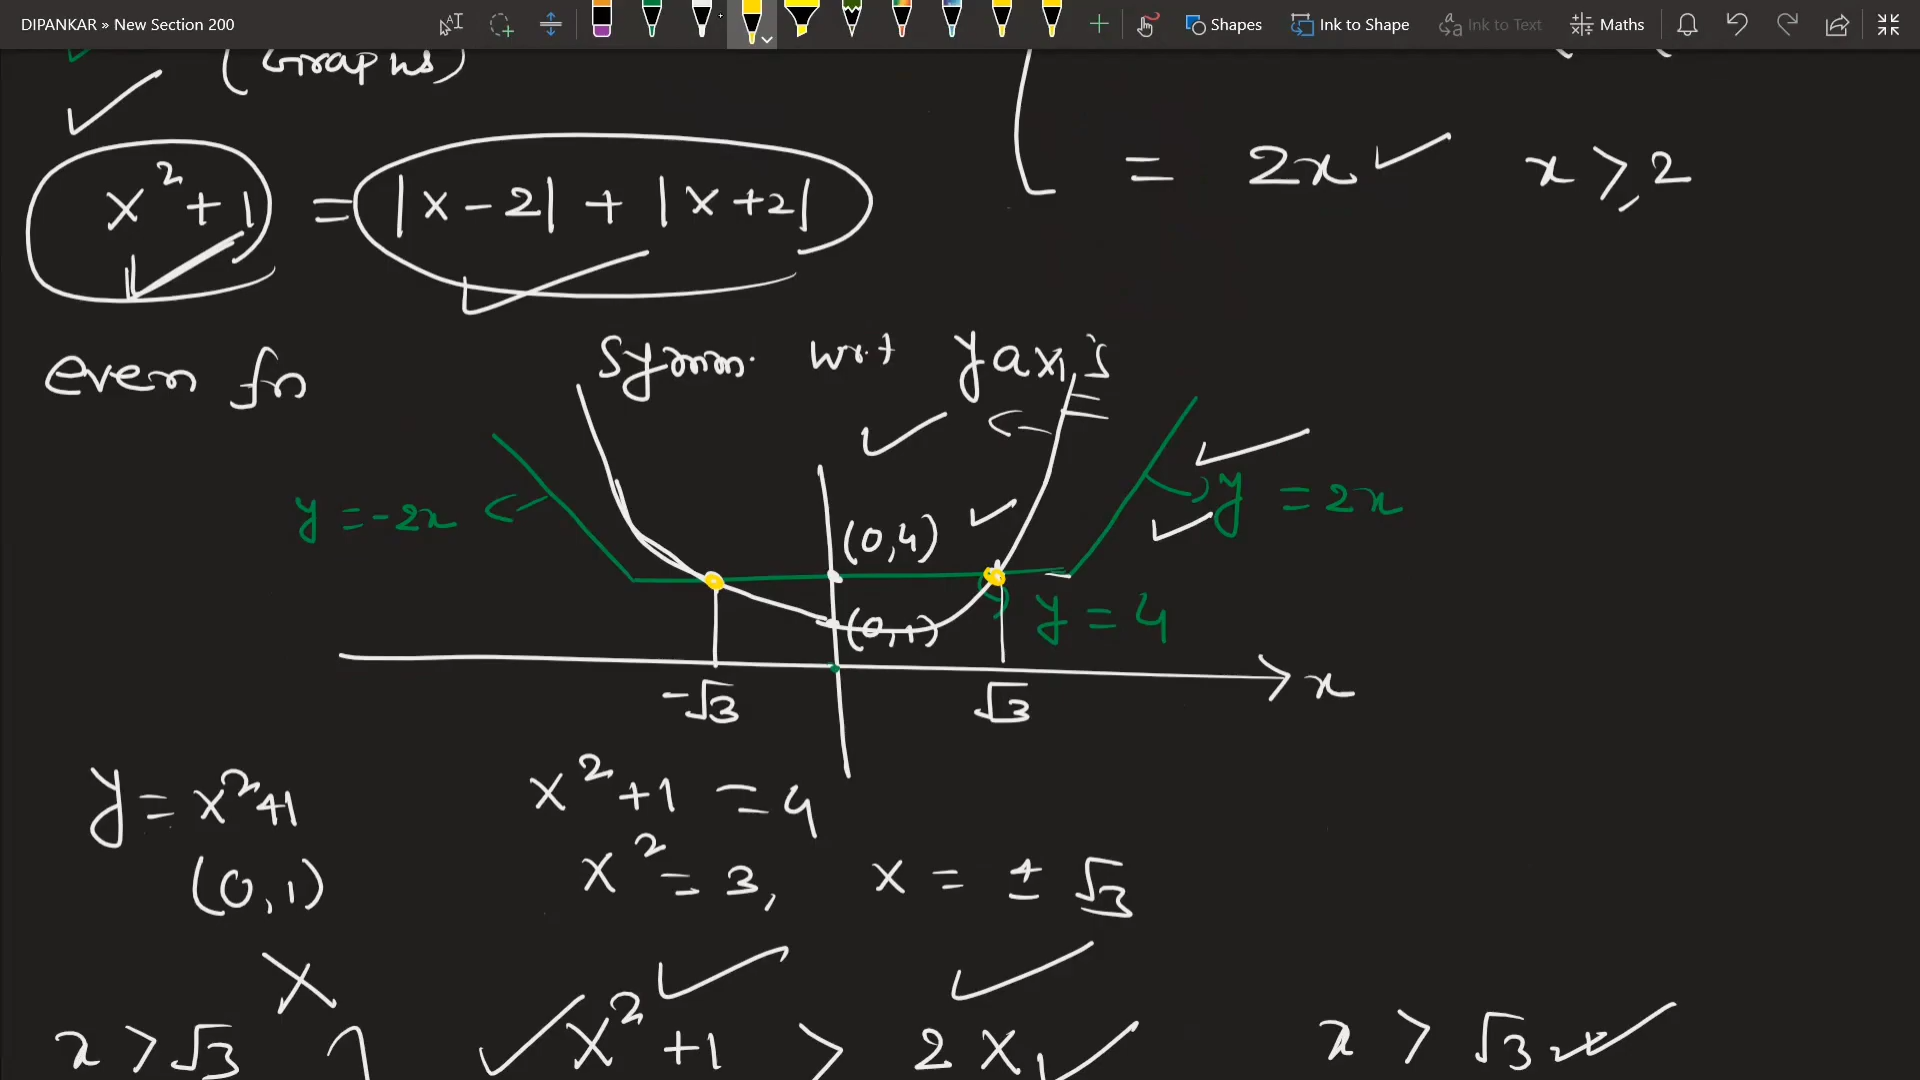 DIPANKAR » New Section 200
Shapes
Ink to Shape
Ink to Text
Maths
(Graphs)
= 2x x ≥ 2
x² + 1 = |x - 2| + |x + 2|
even fn
Symm. wrt y axis
y = -2x
(0,4)
y = 2x
(0,1)
y = 4
-√3
√3
x
y = x²+1
(0,1)
x² + 1 = 4
x² = 3, x = ± √3
x > √3
x² + 1 > 2x
x > √3